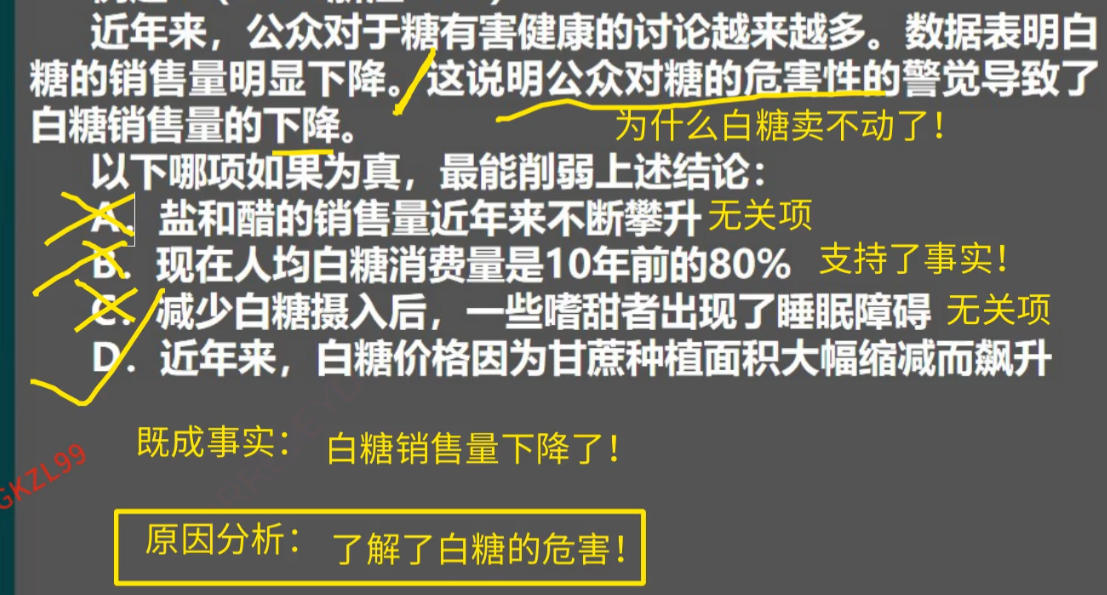 近年来，公众对于糖有害健康的讨论越来越多。数据表明白
糖的销售量明显下降。这说明公众对糖的危害性的警觉导致了
白糖销售量的下降。
为什么白糖卖不动了！
以下哪项如果为真，最能削弱上述结论：
A．盐和醋的销售量近年来不断攀升 无关项
B．现在人均白糖消费量是10年前的80% 支持了事实！
C．减少白糖摄入后，一些嗜甜者出现了睡眠障碍 无关项
D．近年来，白糖价格因为甘蔗种植面积大幅缩减而飙升
既成事实： 白糖销售量下降了！
GKZL99
原因分析： 了解了白糖的危害！